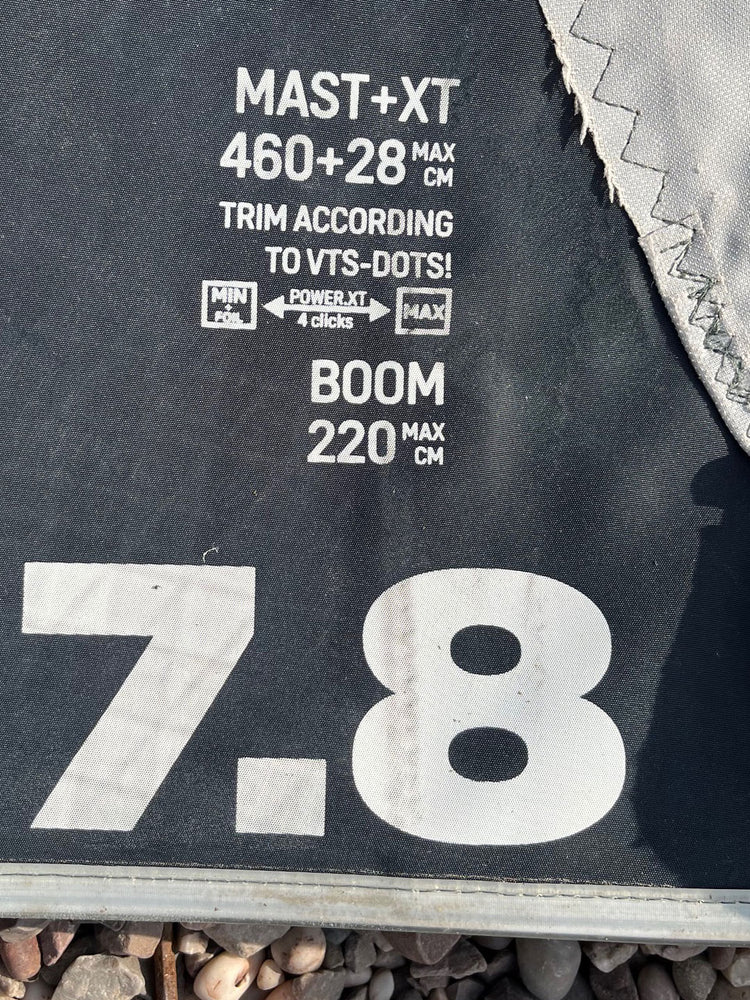 MAST+XT
460+28 MAX CM
TRIM ACCORDING
TO VTS-DOTS!
MIN + FOIL POWER.XT 4 clicks MAX
BOOM
220 MAX CM
7.8